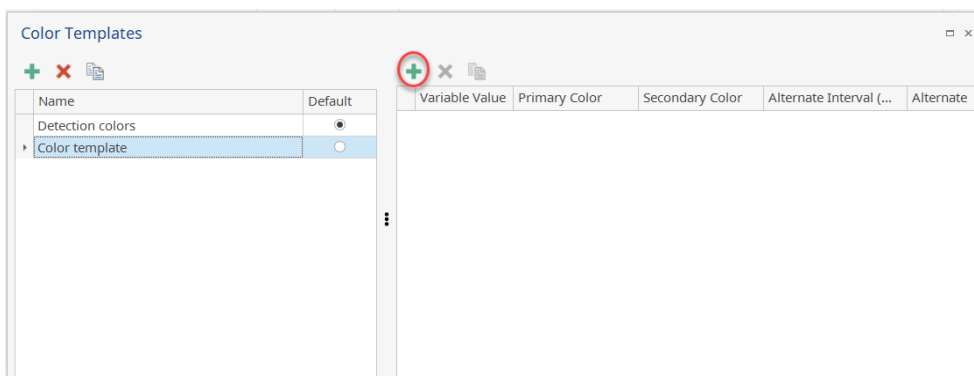 Color Templates
Name Default
Detection colors
Color template
Variable Value Primary Color Secondary Color Alternate Interval (... Alternate